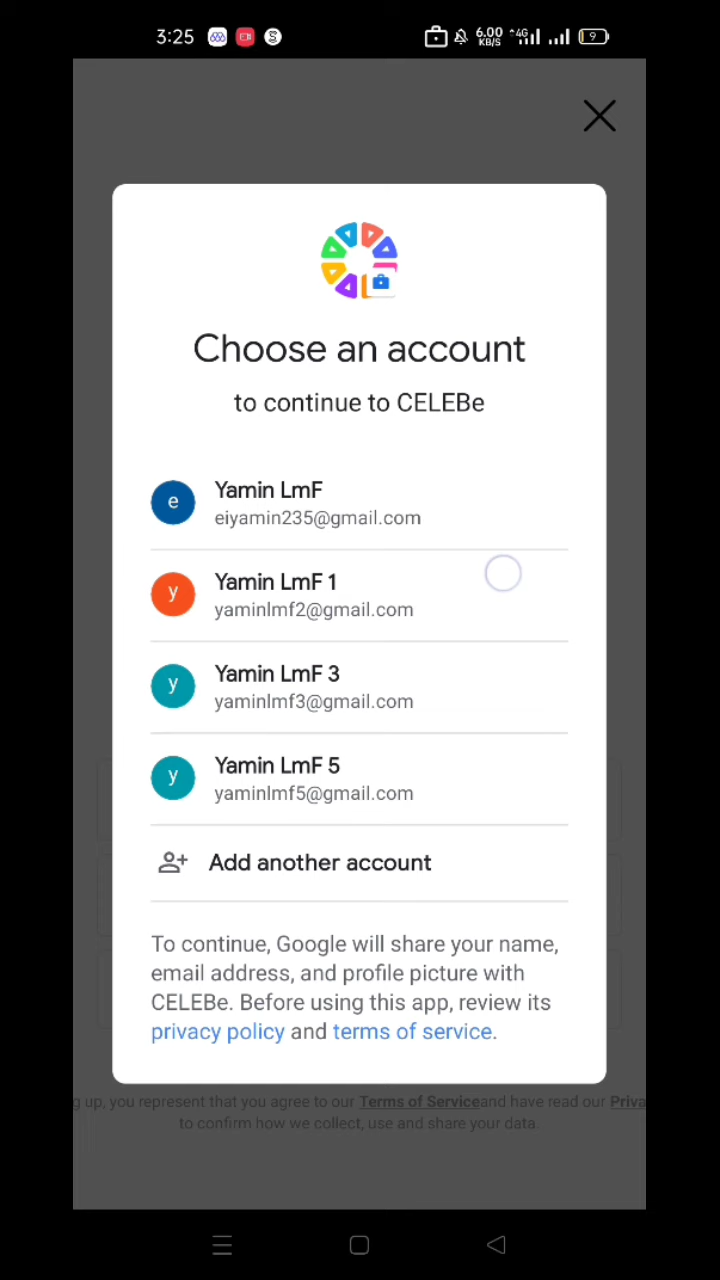 3:25 6.00 KB/S 4G 9
Choose an account
to continue to CELEBe
e Yamin LmF
eiyamin235@gmail.com
y Yamin LmF 1
yaminlmf2@gmail.com
y Yamin LmF 3
yaminlmf3@gmail.com
y Yamin LmF 5
yaminlmf5@gmail.com
Add another account
To continue, Google will share your name,
email address, and profile picture with
CELEBe. Before using this app, review its
privacy policy and terms of service.
g up, you represent that you agree to our Terms of Serviceand have read our Priva
to confirm how we collect, use and share your data.